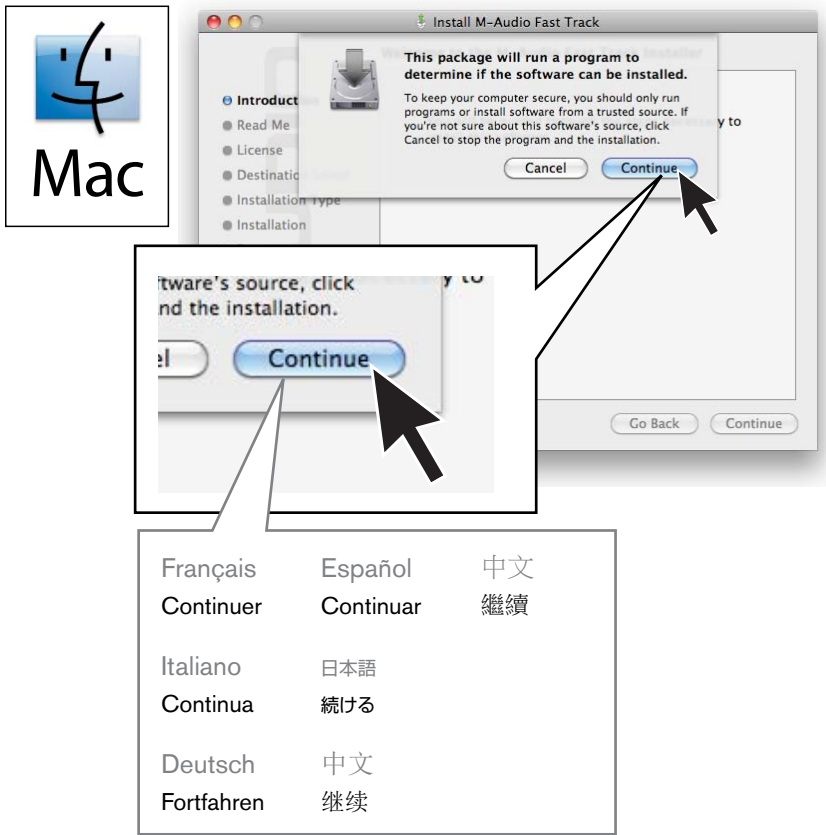 Mac
Install M-Audio Fast Track
This package will run a program to
determine if the software can be installed.
To keep your computer secure, you should only run
programs or install software from a trusted source. If
you're not sure about this software's source, click
Cancel to stop the program and the installation.
Cancel Continue
Introduct
Read Me
License
Destinatio
Installation Type
Installation
y to
Go Back Continue
tware's source, click
nd the installation.
y to
el Continue
Français Español 中文
Continuer Continuar 繼續
Italiano 日本語
Continua 続ける
Deutsch 中文
Fortfahren 继续